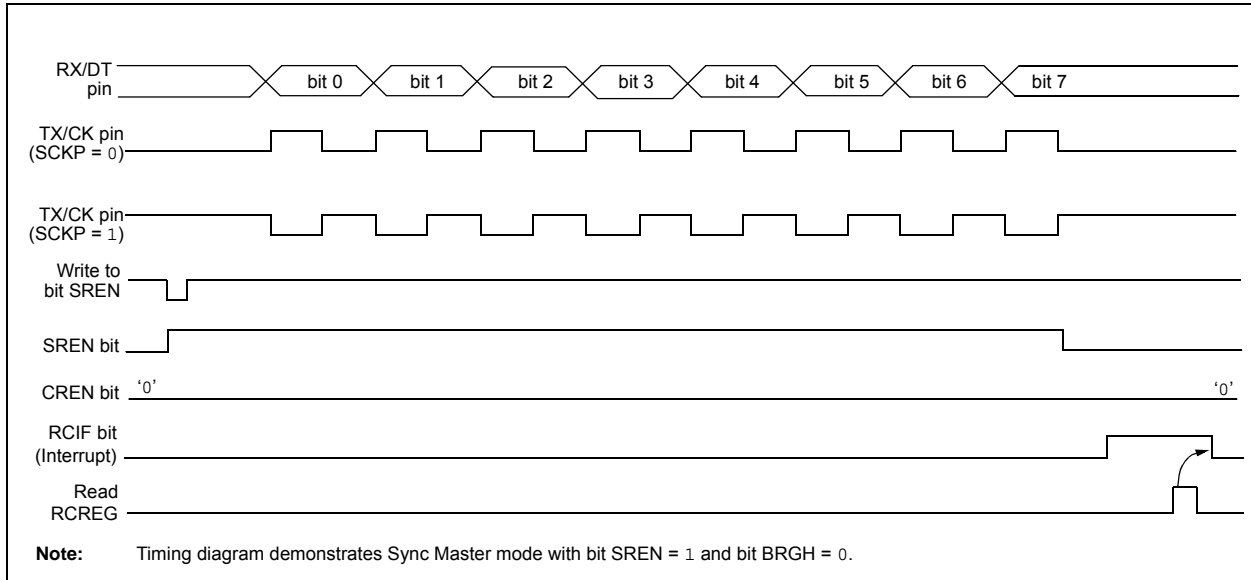 RX/DT
pin
bit 0 bit 1 bit 2 bit 3 bit 4 bit 5 bit 6 bit 7
TX/CK pin
(SCKP = 0)
TX/CK pin
(SCKP = 1)
Write to
bit SREN
SREN bit
CREN bit ‘0’ ‘0’
RCIF bit
(Interrupt)
Read
RCREG
Note: Timing diagram demonstrates Sync Master mode with bit SREN = 1 and bit BRGH = 0.